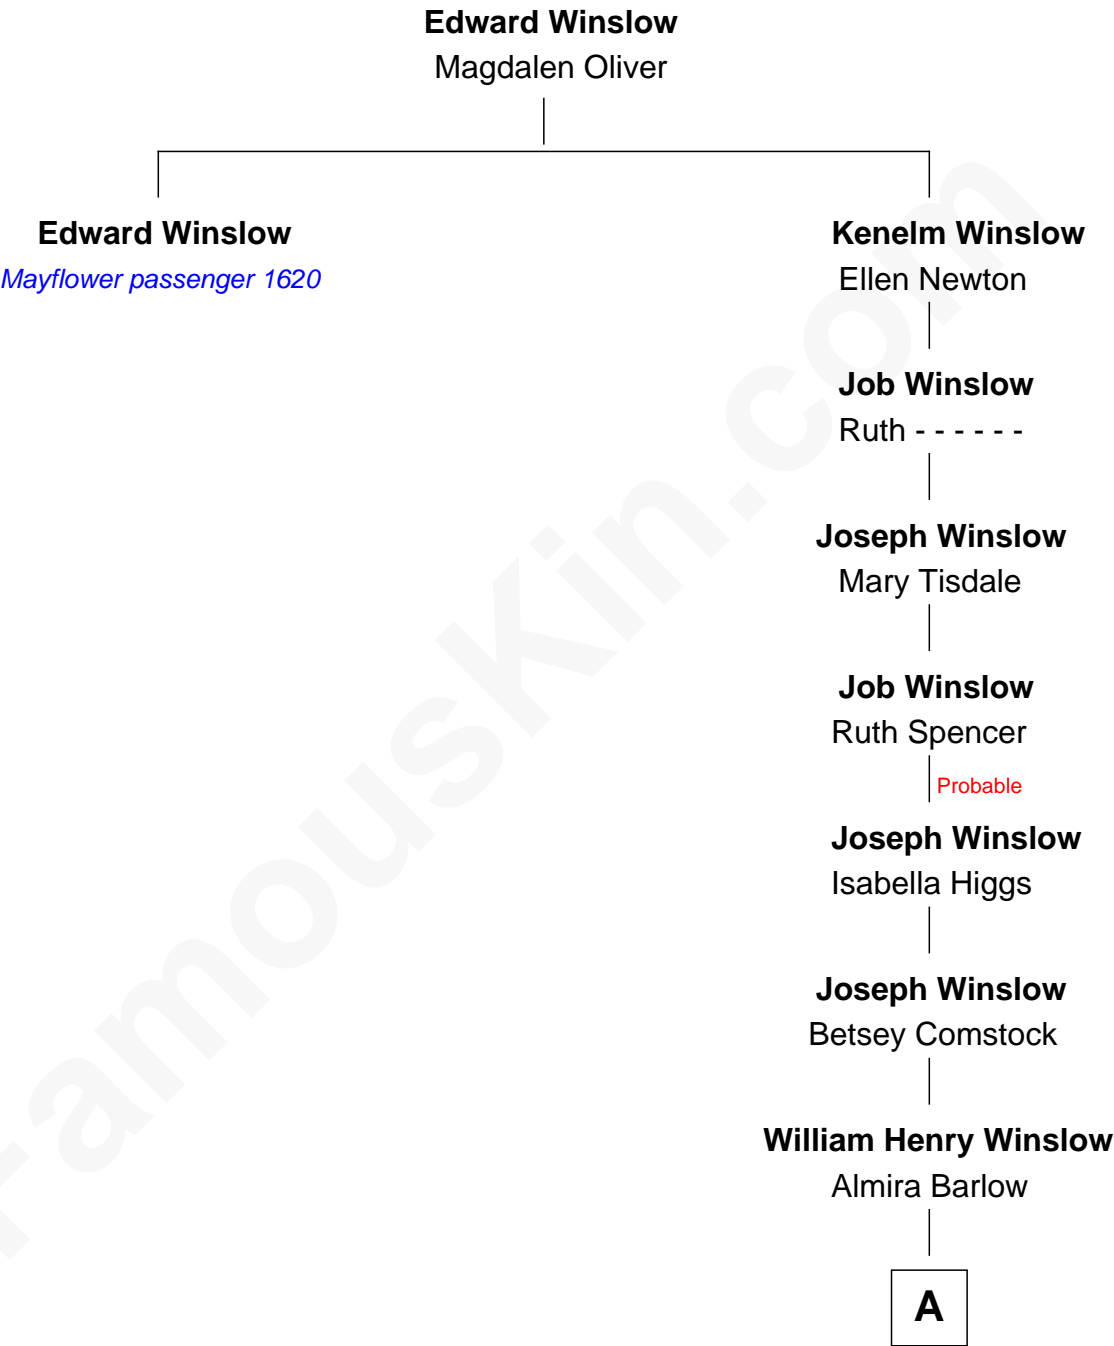 Edward Winslow
Magdalen Oliver
Edward Winslow
Mayflower passenger 1620
Kenelm Winslow
Ellen Newton
Job Winslow
Ruth - - - - - -
Joseph Winslow
Mary Tisdale
Job Winslow
Ruth Spencer
Probable
Joseph Winslow
Isabella Higgs
Joseph Winslow
Betsey Comstock
William Henry Winslow
Almira Barlow
A
FamousKin.com